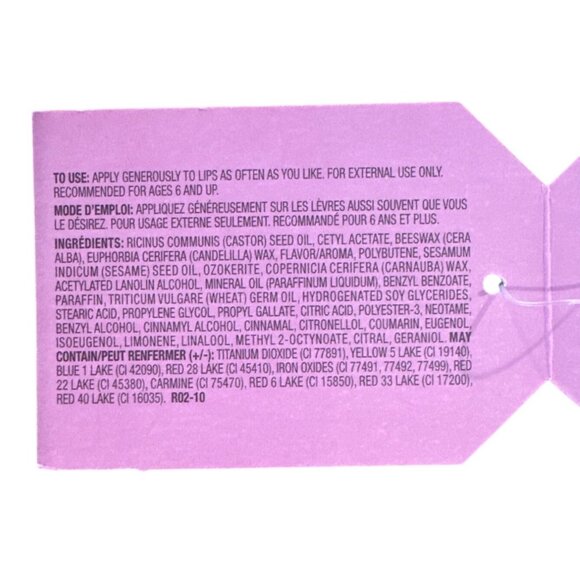 TO USE: APPLY GENEROUSLY TO LIPS AS OFTEN AS YOU LIKE. FOR EXTERNAL USE ONLY.
RECOMMENDED FOR AGES 6 AND UP.
MODE D'EMPLOI: APPLIQUEZ GÉNÉREUSEMENT SUR LES LÈVRES AUSSI SOUVENT QUE VOUS
LE DÉSIREZ. POUR USAGE EXTERNE SEULEMENT. RECOMMANDÉ POUR 6 ANS ET PLUS.
INGRÉDIENTS: RICINUS COMMUNIS (CASTOR) SEED OIL, CETYL ACETATE, BEESWAX (CERA
ALBA), EUPHORBIA CERIFERA (CANDELILLA) WAX, FLAVOR/AROMA, POLYBUTENE, SESAMUM
INDICUM (SESAME) SEED OIL, OZOKERITE, COPERNICIA CERIFERA (CARNAUBA) WAX,
ACETYLATED LANOLIN ALCOHOL, MINERAL OIL (PARAFFINUM LIQUIDUM), BENZYL BENZOATE,
PARAFFIN, TRITICUM VULGARE (WHEAT) GERM OIL, HYDROGENATED SOY GLYCERIDES,
STEARIC ACID, PROPYLENE GLYCOL, PROPYL GALLATE, CITRIC ACID, POLYESTER-3, NEOTAME,
BENZYL ALCOHOL, CINNAMYL ALCOHOL, CINNAMAL, CITRONELLOL, COUMARIN, EUGENOL,
ISOEUGENOL, LIMONENE, LINALOOL, METHYL 2-OCTYNOATE, CITRAL, GERANIOL. MAY
CONTAIN/PEUT RENFERMER (+/-): TITANIUM DIOXIDE (CI 77891), YELLOW 5 LAKE (CI 19140),
BLUE 1 LAKE (CI 42090), RED 28 LAKE (CI 45410), IRON OXIDES (CI 77491, 77492, 77499), RED
22 LAKE (CI 45380), CARMINE (CI 75470), RED 6 LAKE (CI 15850), RED 33 LAKE (CI 17200),
RED 40 LAKE (CI 16035). R02-10